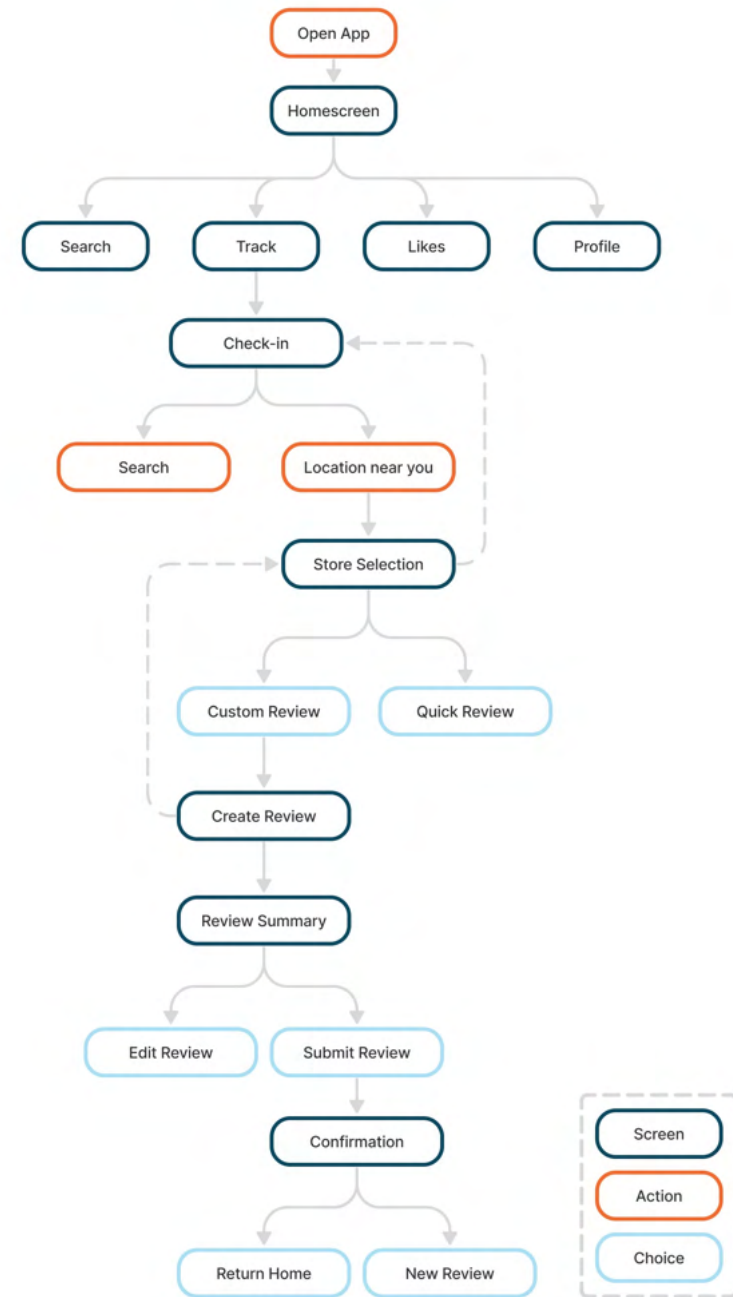 Open App
Homescreen
Search
Track
Likes
Profile
Check-in
Search
Location near you
Store Selection
Custom Review
Quick Review
Create Review
Review Summary
Edit Review
Submit Review
Confirmation
Return Home
New Review
Screen
Action
Choice